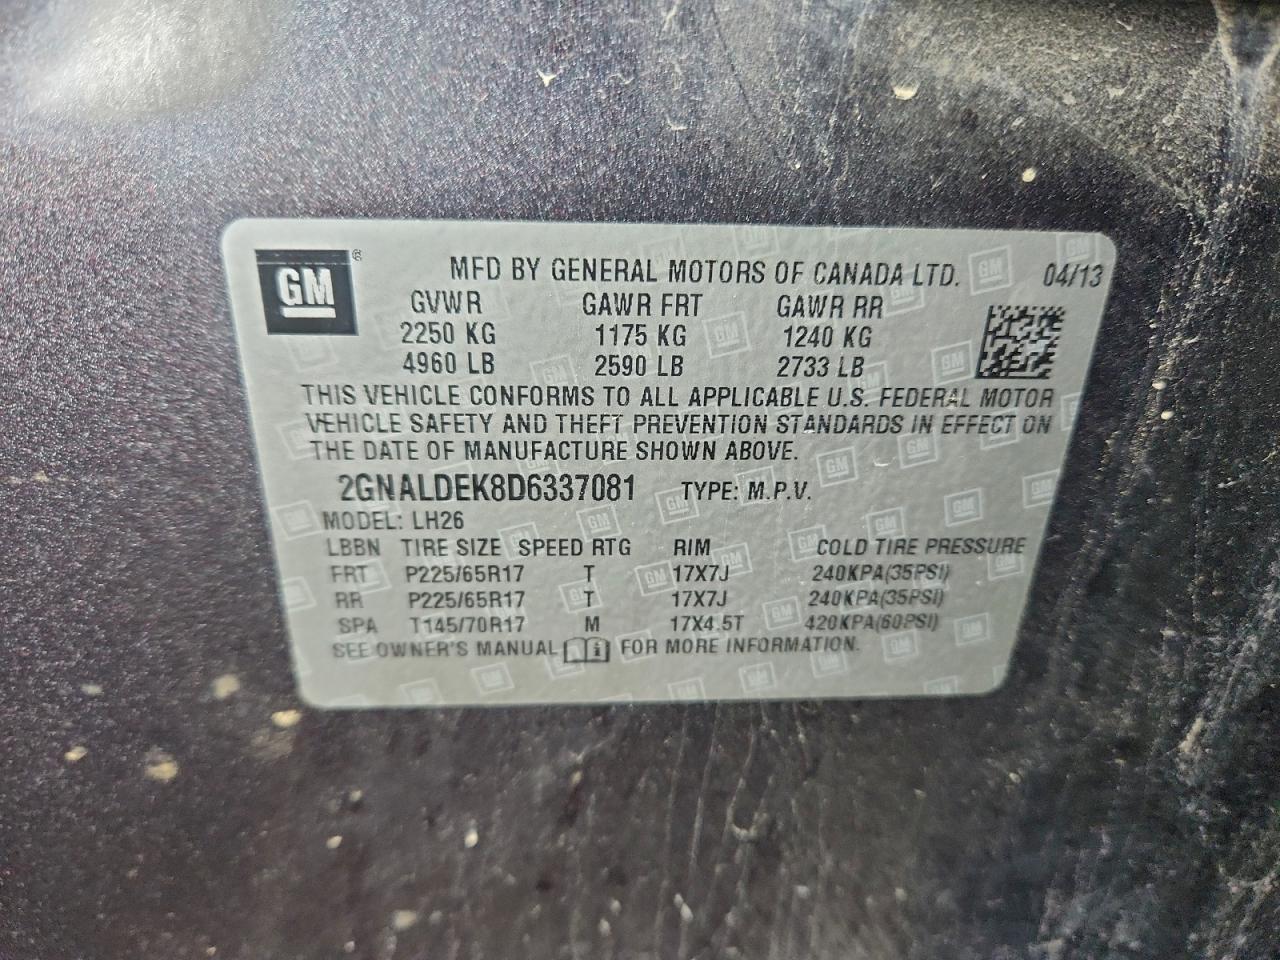 GM ®
MFD BY GENERAL MOTORS OF CANADA LTD. 04/13
GVWR GAWR FRT GAWR RR
2250 KG 1175 KG 1240 KG
4960 LB 2590 LB 2733 LB
THIS VEHICLE CONFORMS TO ALL APPLICABLE U.S. FEDERAL MOTOR
VEHICLE SAFETY AND THEFT PREVENTION STANDARDS IN EFFECT ON
THE DATE OF MANUFACTURE SHOWN ABOVE.
2GNALDEK8D6337081 TYPE: M.P.V.
MODEL: LH26
LBBN TIRE SIZE SPEED RTG RIM COLD TIRE PRESSURE
FRT P225/65R17 T 17X7J 240KPA(35PSI)
RR P225/65R17 T 17X7J 240KPA(35PSI)
SPA T145/70R17 M 17X4.5T 420KPA(60PSI)
SEE OWNER'S MANUAL i FOR MORE INFORMATION.